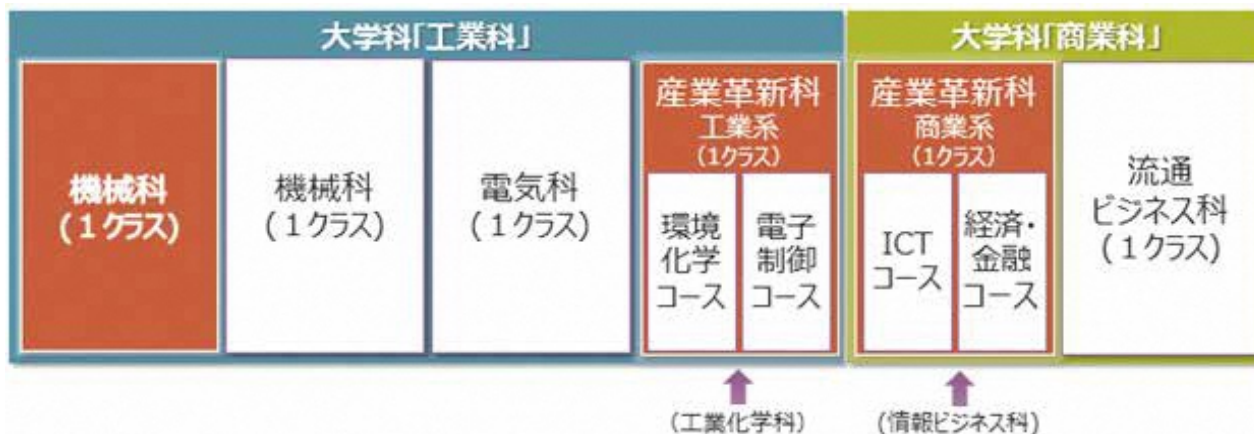 大学科「工業科」
大学科「商業科」
機械科
(１クラス)
機械科
(１クラス)
電気科
(１クラス)
産業革新科
工業系
(1クラス)
環境
化学
コース
電子
制御
コース
産業革新科
商業系
(1クラス)
ICT
コース
経済・
金融
コース
流通
ビジネス科
(１クラス)
(工業化学科)
(情報ビジネス科)